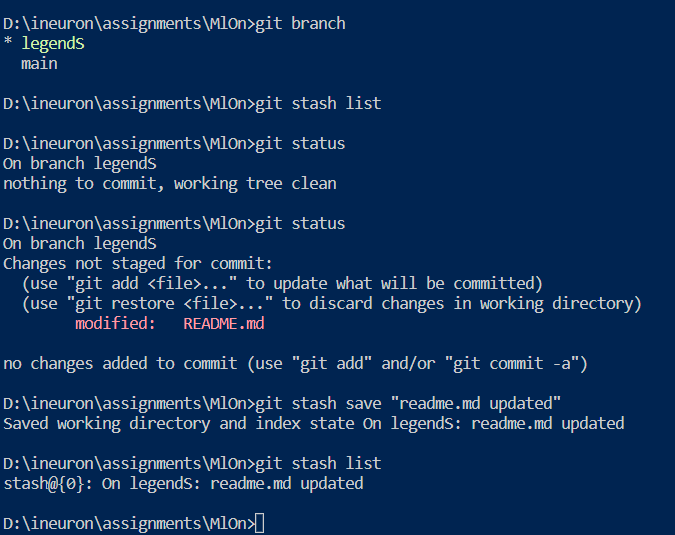 D:\ineuron\assignments\MlOn>git branch
* legendS
  main
D:\ineuron\assignments\MlOn>git stash list
D:\ineuron\assignments\MlOn>git status
On branch legendS
nothing to commit, working tree clean
D:\ineuron\assignments\MlOn>git status
On branch legendS
Changes not staged for commit:
  (use "git add <file>..." to update what will be committed)
  (use "git restore <file>..." to discard changes in working directory)
        modified:   README.md
no changes added to commit (use "git add" and/or "git commit -a")
D:\ineuron\assignments\MlOn>git stash save "readme.md updated"
Saved working directory and index state On legendS: readme.md updated
D:\ineuron\assignments\MlOn>git stash list
stash@{0}: On legendS: readme.md updated
D:\ineuron\assignments\MlOn>